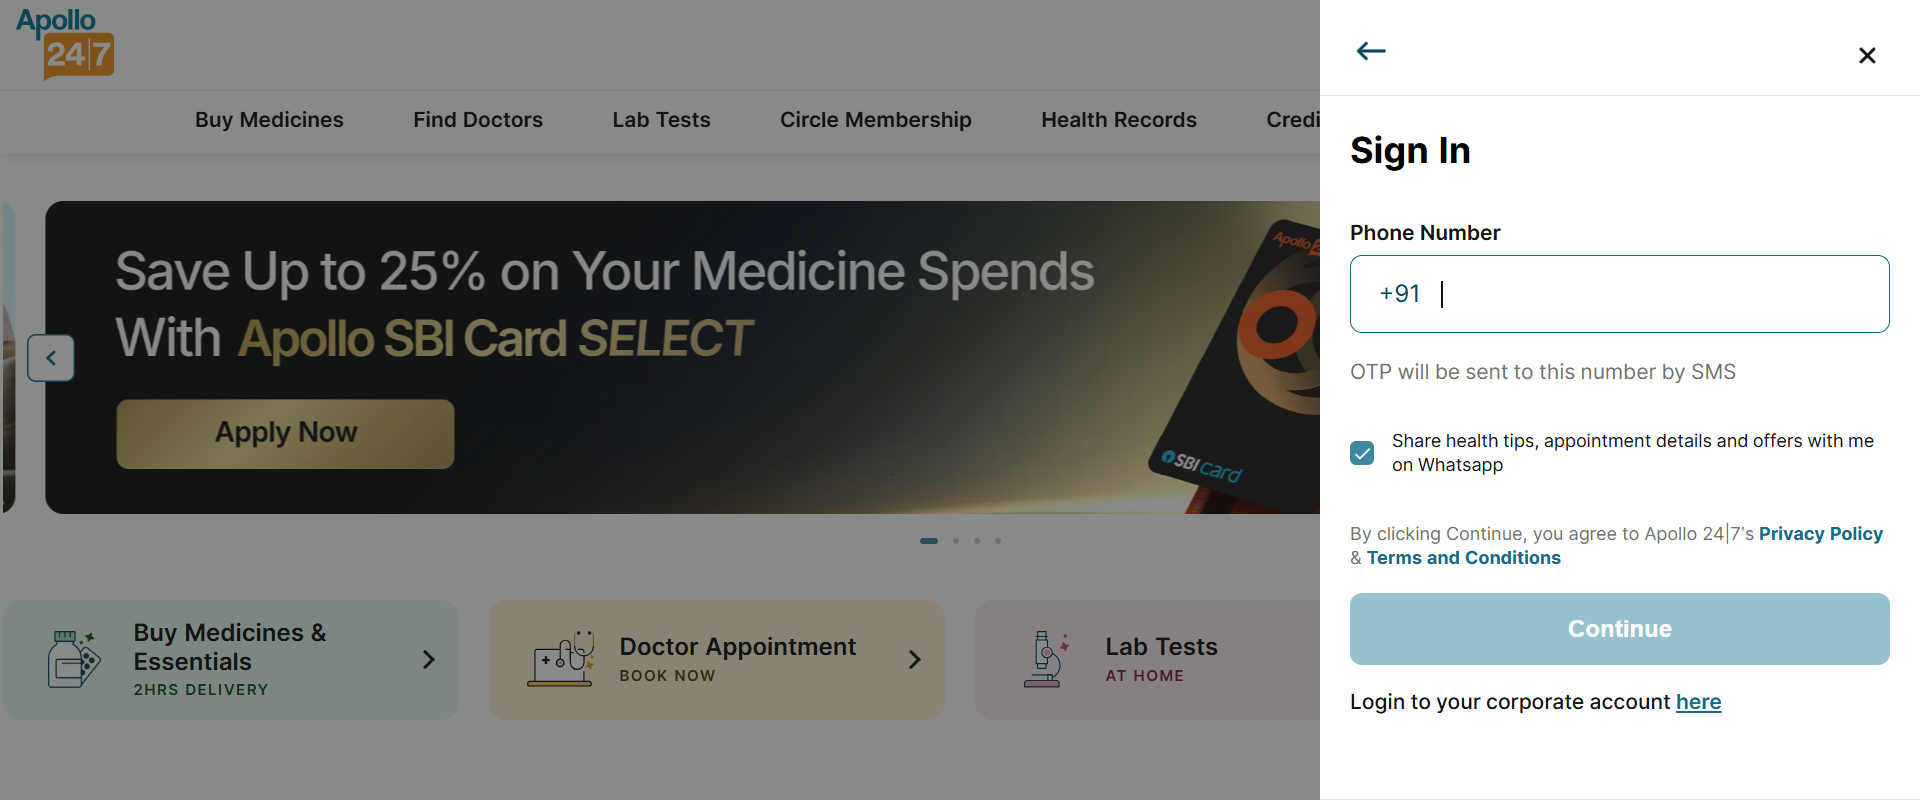 Apollo
24|7
Buy Medicines
Find Doctors
Lab Tests
Circle Membership
Health Records
Credi
Save Up to 25% on Your Medicine Spends
With Apollo SBI Card SELECT
Apply Now
Apollo
SBI Card
Buy Medicines &
Essentials
2HRS DELIVERY
Doctor Appointment
BOOK NOW
Lab Tests
AT HOME
Sign In
Phone Number
+91
OTP will be sent to this number by SMS
Share health tips, appointment details and offers with me
on Whatsapp
By clicking Continue, you agree to Apollo 24|7's Privacy Policy
& Terms and Conditions
Continue
Login to your corporate account here